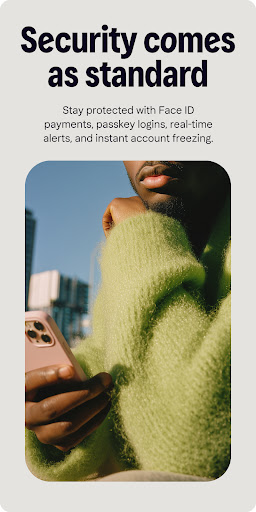 Security comes
as standard
Stay protected with Face ID
payments, passkey logins, real-time
alerts, and instant account freezing.